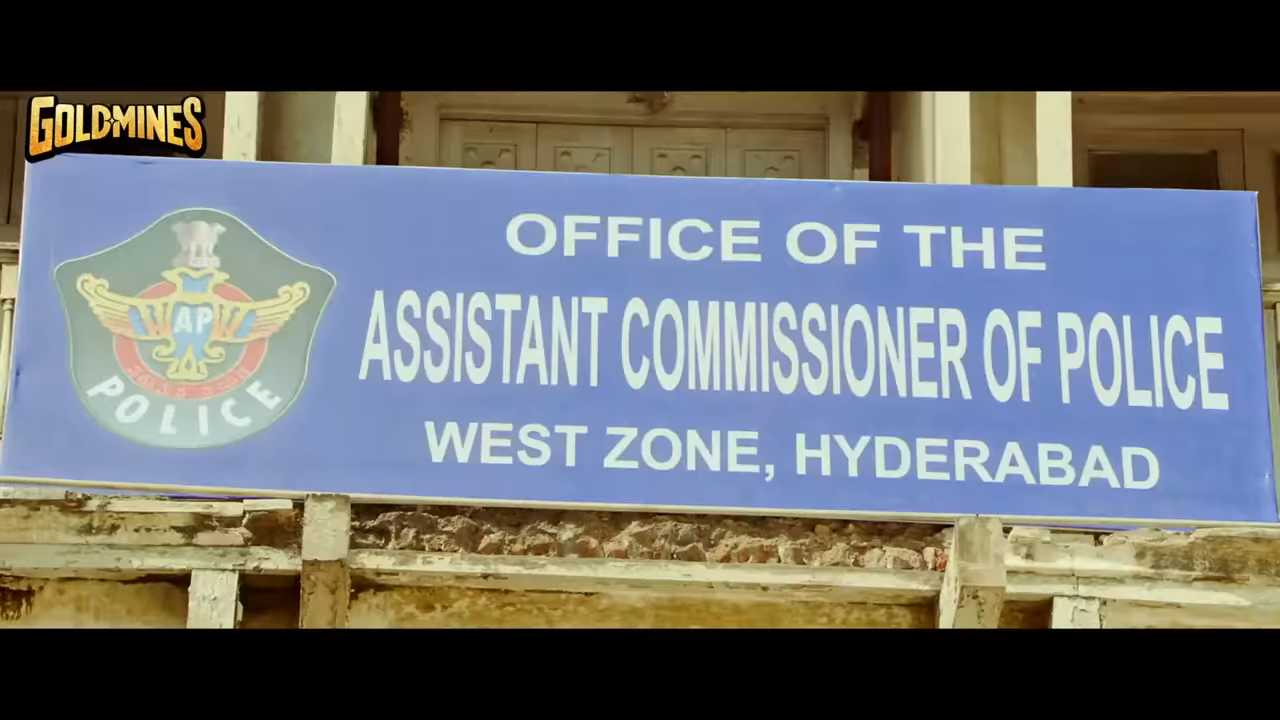 GOLDMINES
OFFICE OF THE
ASSISTANT COMMISSIONER OF POLICE
WEST ZONE, HYDERABAD
AP
POLICE